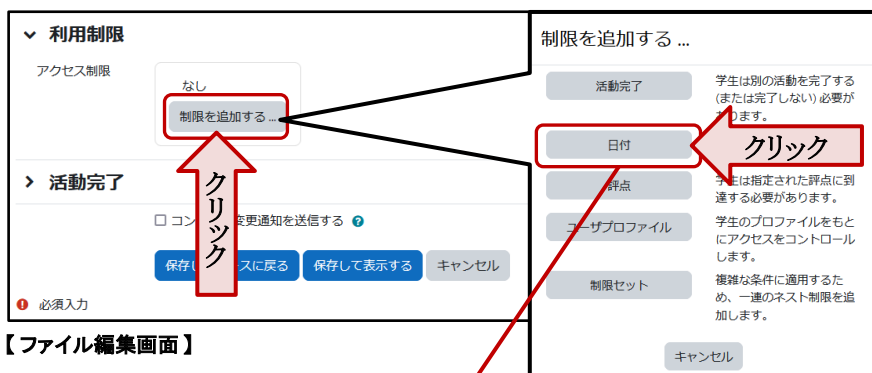 利用制限
アクセス制限
なし
制限を追加する ...
活動完了
変更通知を送信する
保存し
スに戻る
保存して表示する
キャンセル
必須入力
クリック
【ファイル編集画面】
制限を追加する ...
活動完了
学生は別の活動を完了する
(または完了しない) 必要が
あります。
日付
クリック
評点
学生は指定された評点に到
達する必要があります。
ユーザプロファイル
学生のプロファイルをもと
にアクセスをコントロール
します。
制限セット
複雑な条件に適用するた
め、一連のネスト制限を追
加します。
キャンセル